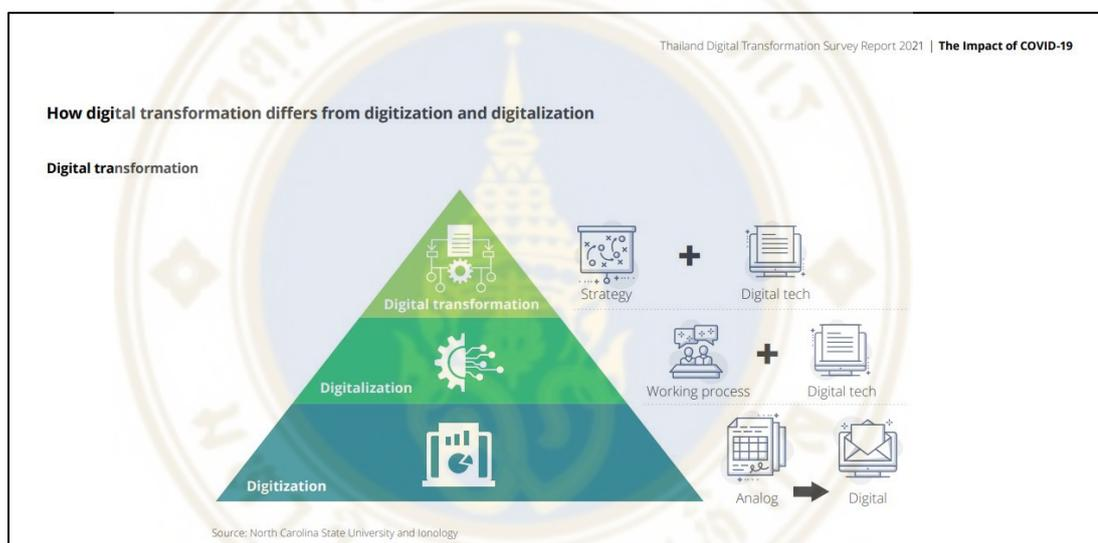 Thailand Digital Transformation Survey Report 2021 | The Impact of COVID-19
How digital transformation differs from digitization and digitalization
Digital transformation
Digital transformation
Strategy
+
Digital tech
Digitalization
Working process
+
Digital tech
Digitization
Analog
Digital
Source: North Carolina State University and Ionology